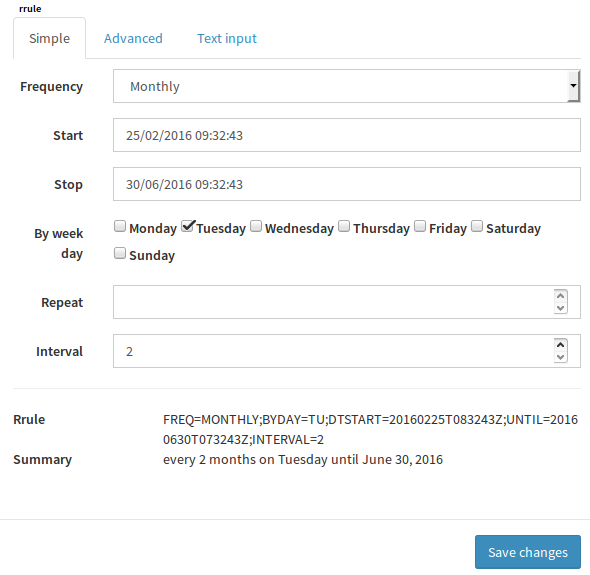 rrule
Simple Advanced Text input
Frequency Monthly
Start 25/02/2016 09:32:43
Stop 30/06/2016 09:32:43
By week day Monday Tuesday Wednesday Thursday Friday Saturday
Sunday
Repeat
Interval 2
Rrule FREQ=MONTHLY;BYDAY=TU;DTSTART=20160225T083243Z;UNTIL=2016
0630T073243Z;INTERVAL=2
Summary every 2 months on Tuesday until June 30, 2016
Save changes